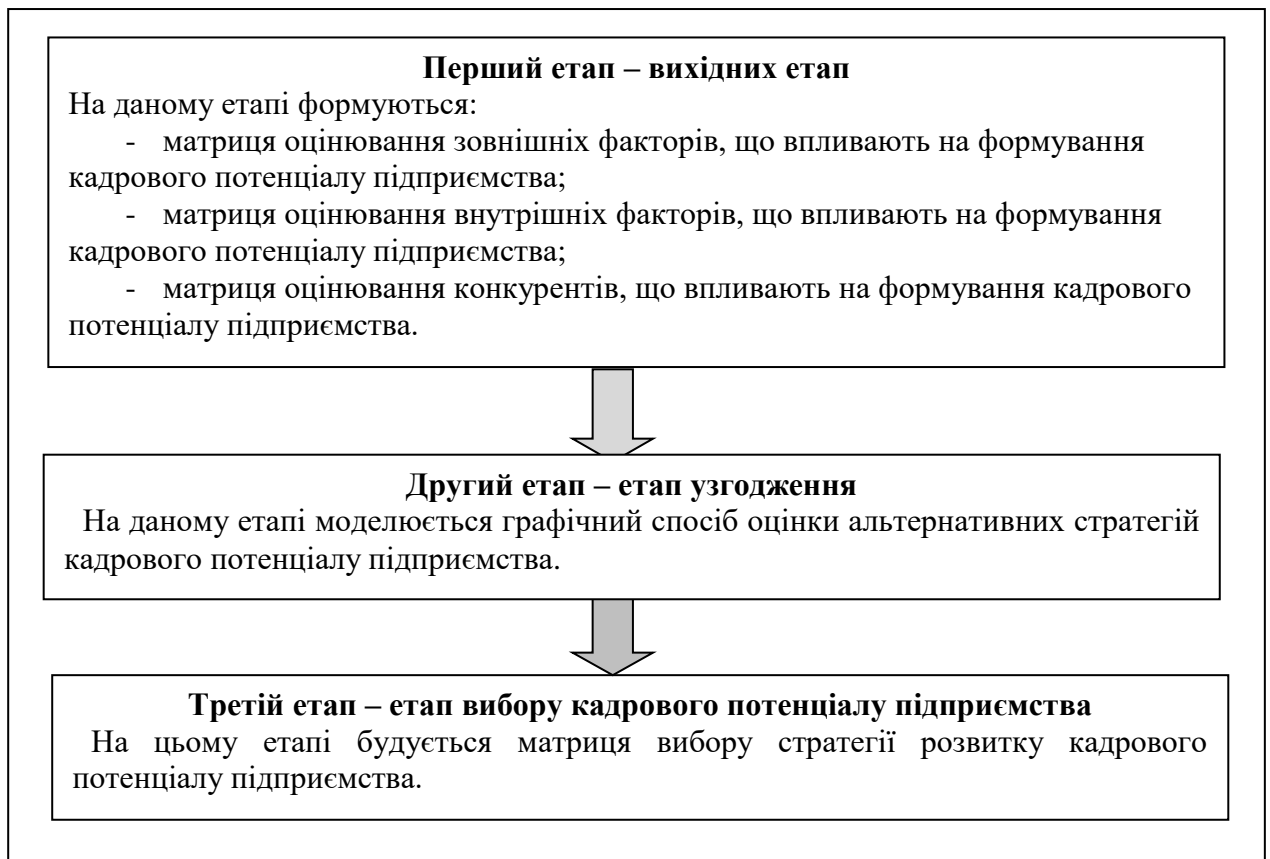 Перший етап – вихідних етап
На даному етапі формуються:
- матриця оцінювання зовнішніх факторів, що впливають на формування
кадрового потенціалу підприємства;
- матриця оцінювання внутрішніх факторів, що впливають на формування
кадрового потенціалу підприємства;
- матриця оцінювання конкурентів, що впливають на формування кадрового
потенціалу підприємства.
Другий етап – етап узгодження
На даному етапі моделюється графічний спосіб оцінки альтернативних стратегій
кадрового потенціалу підприємства.
Третій етап – етап вибору кадрового потенціалу підприємства
На цьому етапі будується матриця вибору стратегії розвитку кадрового
потенціалу підприємства.